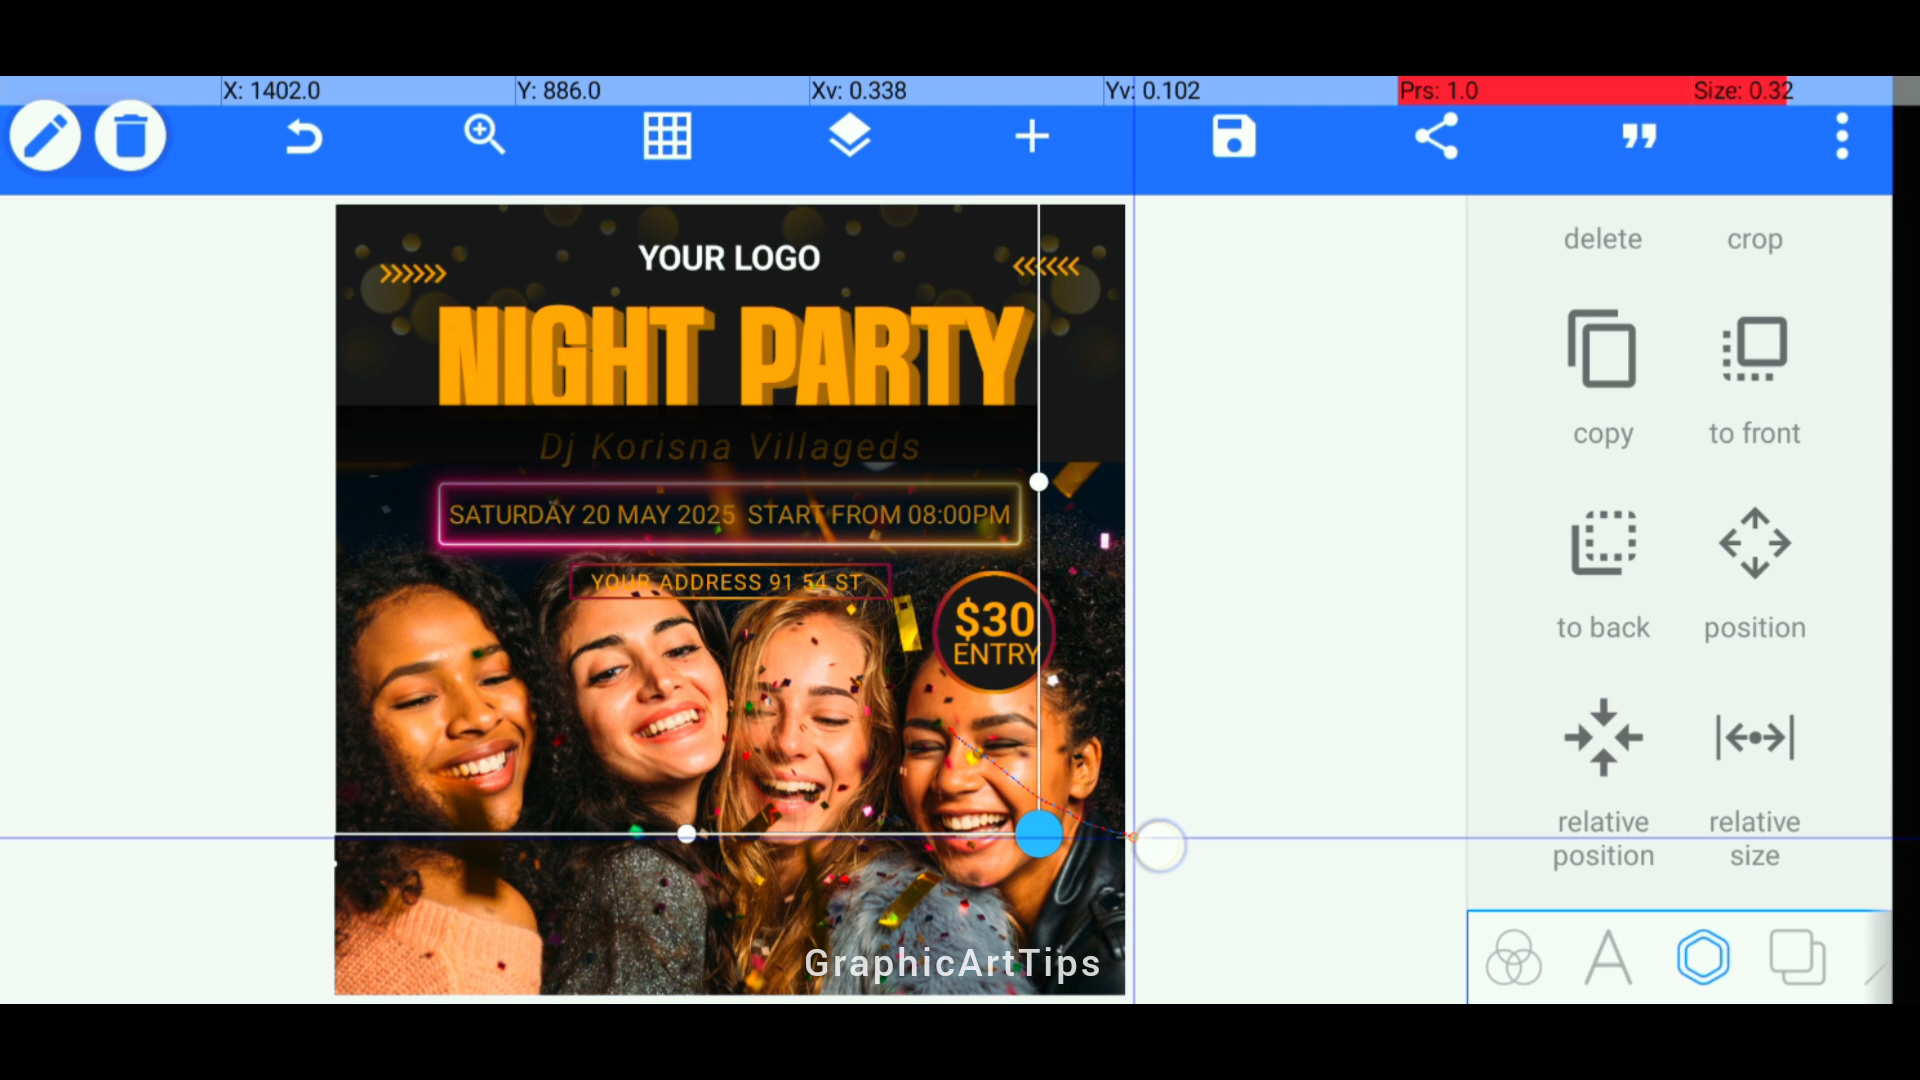 X: 1402.0 Y: 886.0 Xv: 0.338 Yv: 0.102 Prs: 1.0 Size: 0.32
YOUR LOGO
NIGHT PARTY
Dj Korisna Villageds
SATURDAY 20 MAY 2025 START FROM 08:00PM
YOUR ADDRESS 91 54 ST
$30
ENTRY
GraphicArtTips
delete crop
copy to front
to back position
relative position
relative size